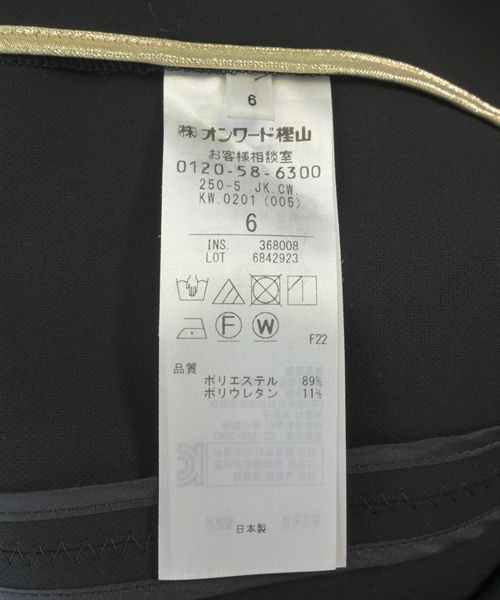 6
(株)オンワード樫山
お客様相談室
0120-58-6300
250-5 JK.CW.
KW.0201 (005)
6
INS. 368008
LOT 6842923
F W
F22
品質
ポリエステル 89%
ポリウレタン 11%
日本製